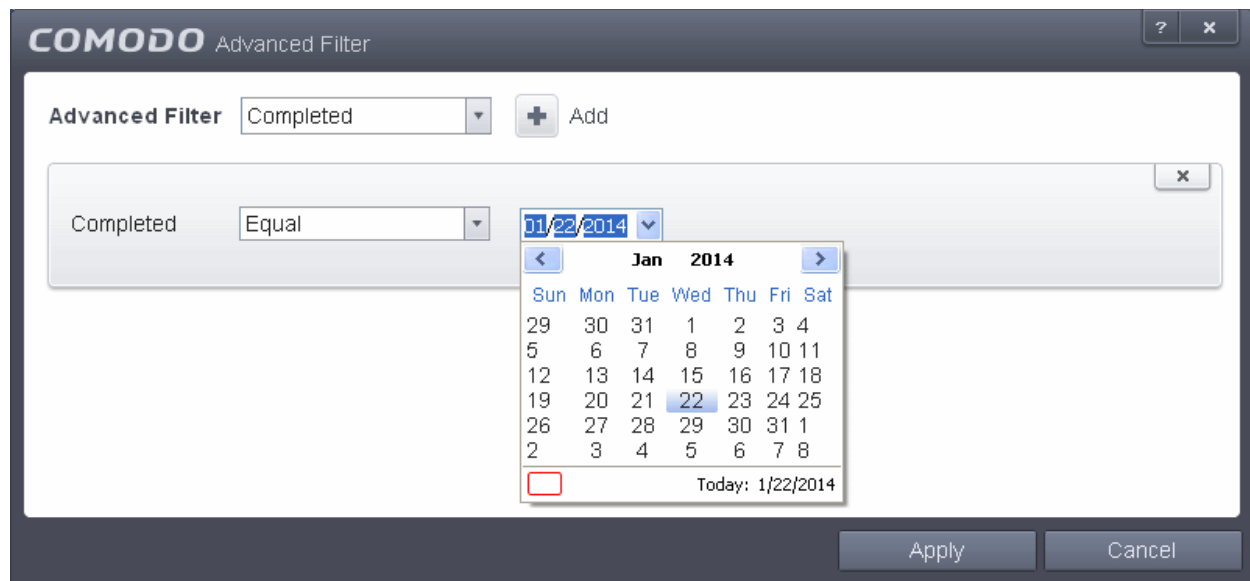 COMODO Advanced Filter ? x
Advanced Filter Completed + Add
x
Completed Equal 01/22/2014
< Jan 2014 >
Sun Mon Tue Wed Thu Fri Sat
29 30 31 1 2 3 4
5 6 7 8 9 10 11
12 13 14 15 16 17 18
19 20 21 22 23 24 25
26 27 28 29 30 31 1
2 3 4 5 6 7 8
Today: 1/22/2014
Apply Cancel